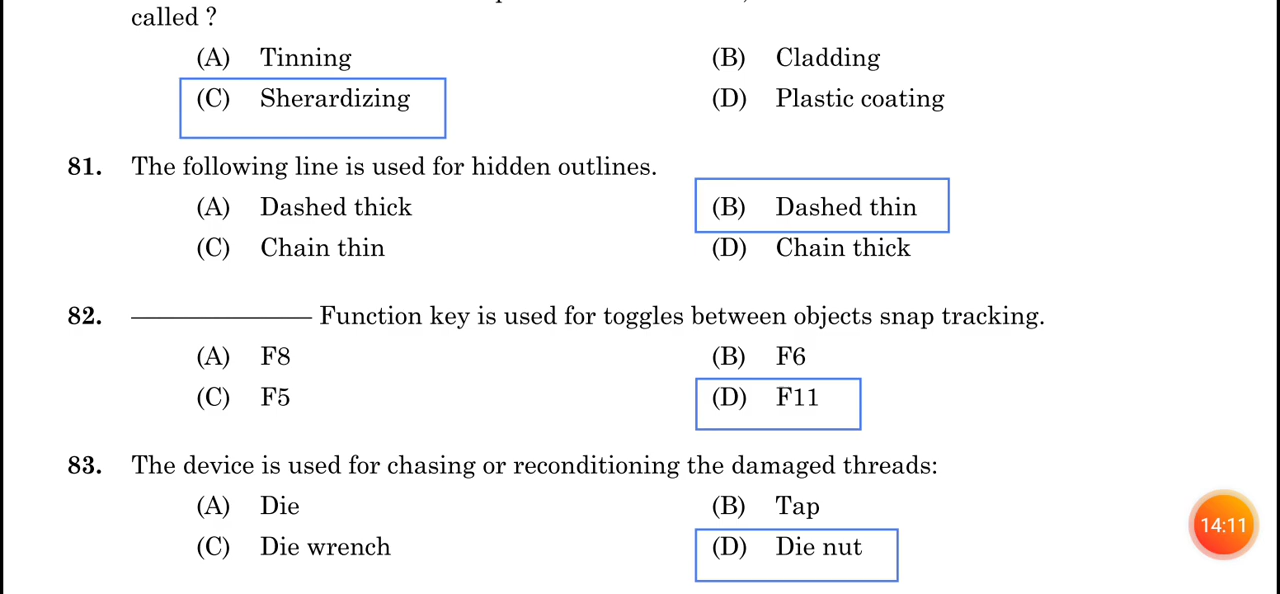 called ?
(A) Tinning (B) Cladding
(C) Sherardizing (D) Plastic coating
81. The following line is used for hidden outlines.
(A) Dashed thick (B) Dashed thin
(C) Chain thin (D) Chain thick
82. ____________ Function key is used for toggles between objects snap tracking.
(A) F8 (B) F6
(C) F5 (D) F11
83. The device is used for chasing or reconditioning the damaged threads:
(A) Die (B) Tap
(C) Die wrench (D) Die nut
14:11